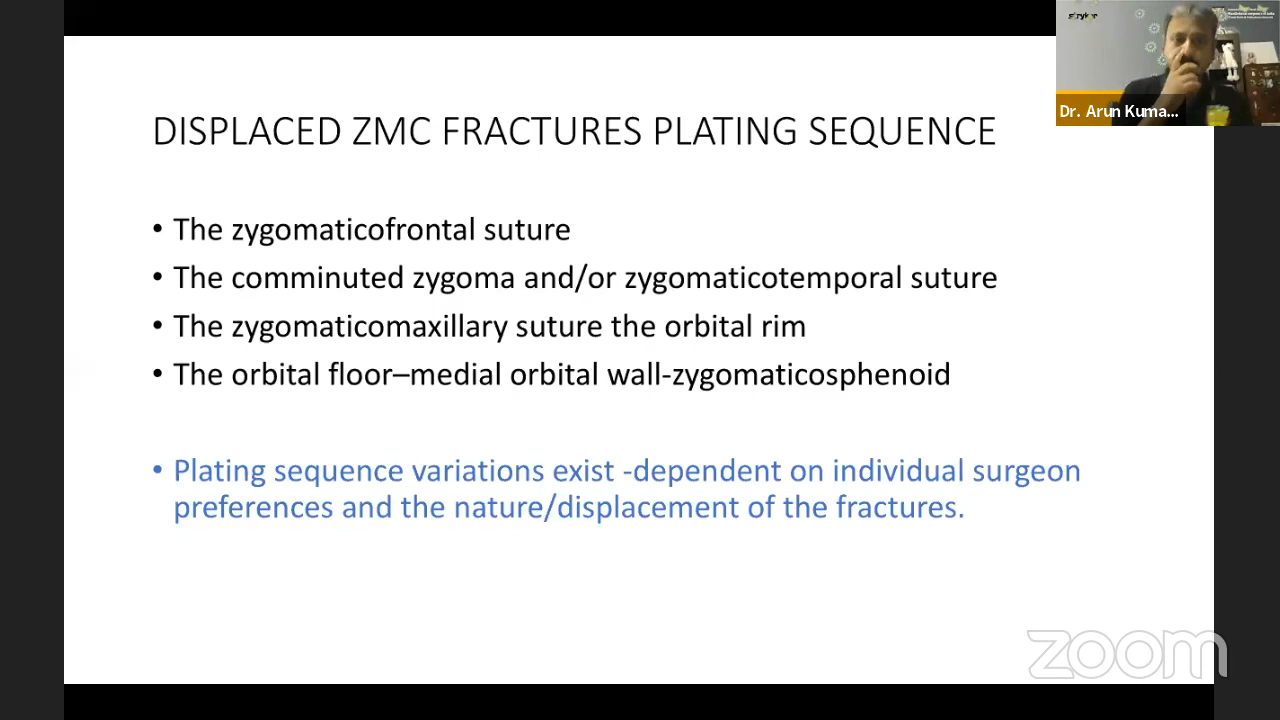 stryker
Dr. Arun Kuma...
DISPLACED ZMC FRACTURES PLATING SEQUENCE
• The zygomaticofrontal suture
• The comminuted zygoma and/or zygomaticotemporal suture
• The zygomaticomaxillary suture the orbital rim
• The orbital floor–medial orbital wall-zygomaticosphenoid
• Plating sequence variations exist -dependent on individual surgeon
preferences and the nature/displacement of the fractures.
zoom